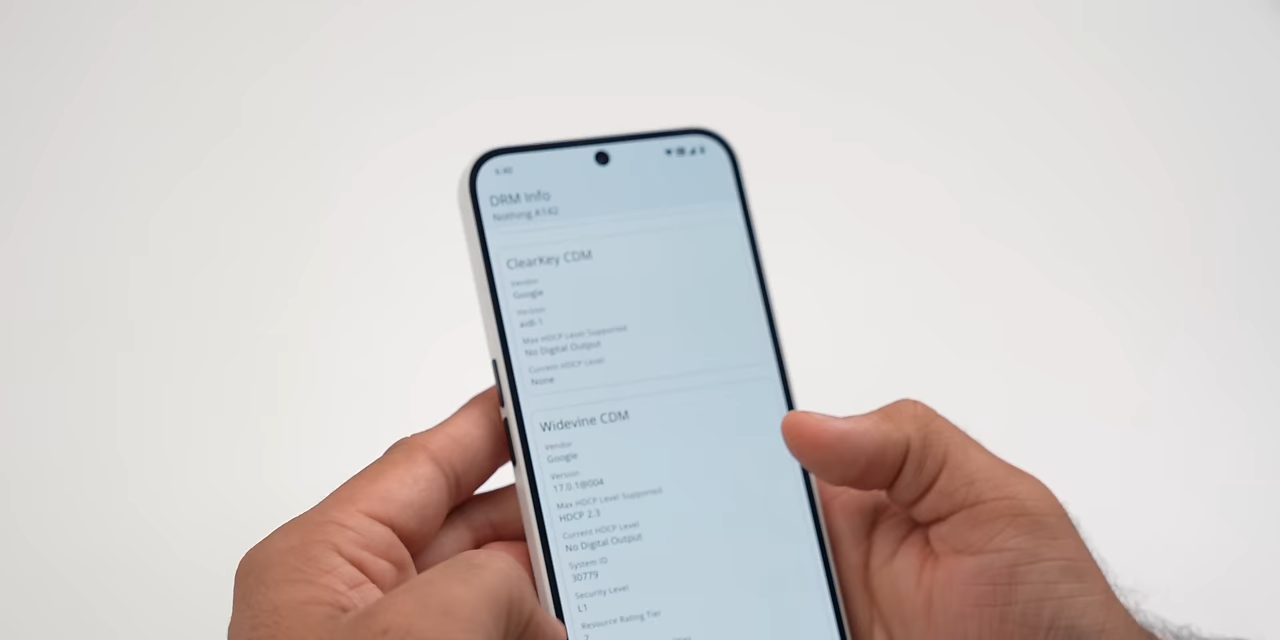 DRM Info
Nothing A142
ClearKey CDM
Vendor
Google
Version
aidl-1
Max HDCP Level Supported
No Digital Output
Current HDCP Level
None
Widevine CDM
Vendor
Google
Version
17.0.1@004
Max HDCP Level Supported
HDCP 2.3
Current HDCP Level
No Digital Output
System ID
30779
Security Level
L1
Resource Rating Tier